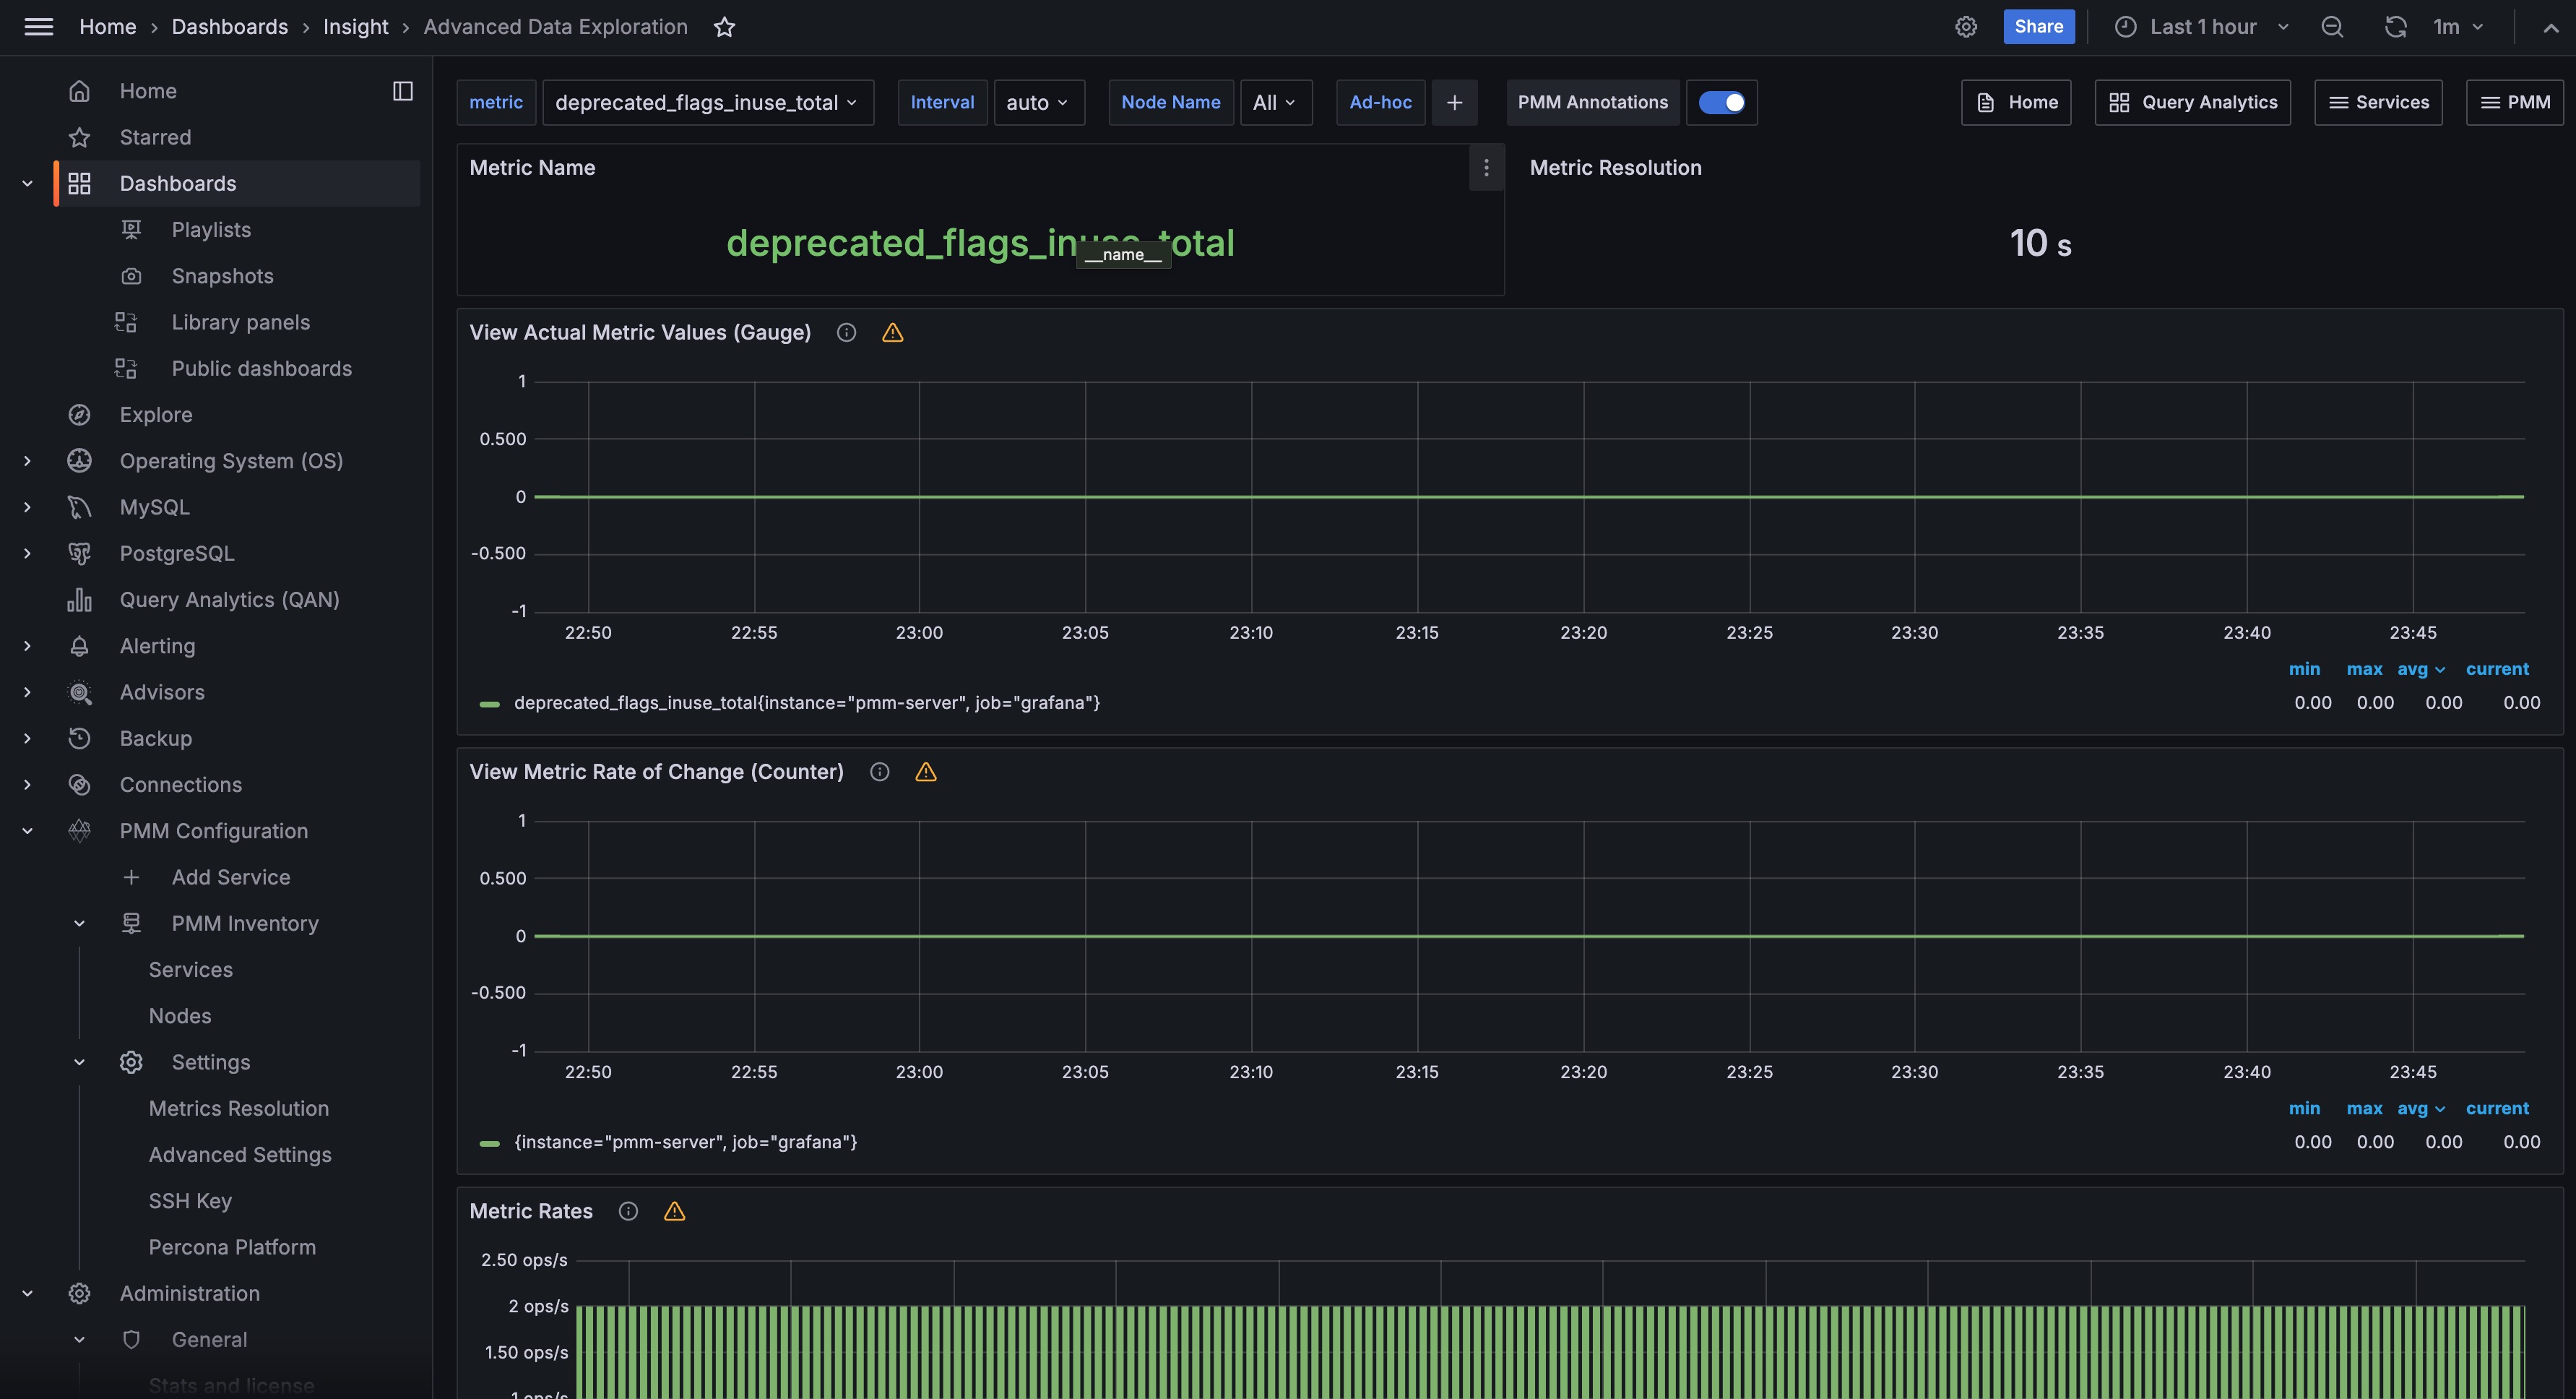 Home › Dashboards › Insight › Advanced Data Exploration
Share
Last 1 hour
1m
Home
Starred
Dashboards
Playlists
Snapshots
Library panels
Public dashboards
Explore
Operating System (OS)
MySQL
PostgreSQL
Query Analytics (QAN)
Alerting
Advisors
Backup
Connections
PMM Configuration
Add Service
PMM Inventory
Services
Nodes
Settings
Metrics Resolution
Advanced Settings
SSH Key
Percona Platform
Administration
General
Stats and license
metric deprecated_flags_inuse_total Interval auto Node Name All Ad-hoc + PMM Annotations
Home Query Analytics Services PMM
Metric Name
deprecated_flags_inuse_total
__name__
Metric Resolution
10 s
View Actual Metric Values (Gauge)
1
0.500
0
-0.500
-1
22:50 22:55 23:00 23:05 23:10 23:15 23:20 23:25 23:30 23:35 23:40 23:45
min max avg current
deprecated_flags_inuse_total{instance="pmm-server", job="grafana"} 0.00 0.00 0.00 0.00
View Metric Rate of Change (Counter)
1
0.500
0
-0.500
-1
22:50 22:55 23:00 23:05 23:10 23:15 23:20 23:25 23:30 23:35 23:40 23:45
min max avg current
{instance="pmm-server", job="grafana"} 0.00 0.00 0.00 0.00
Metric Rates
2.50 ops/s
2 ops/s
1.50 ops/s
1 ops/s